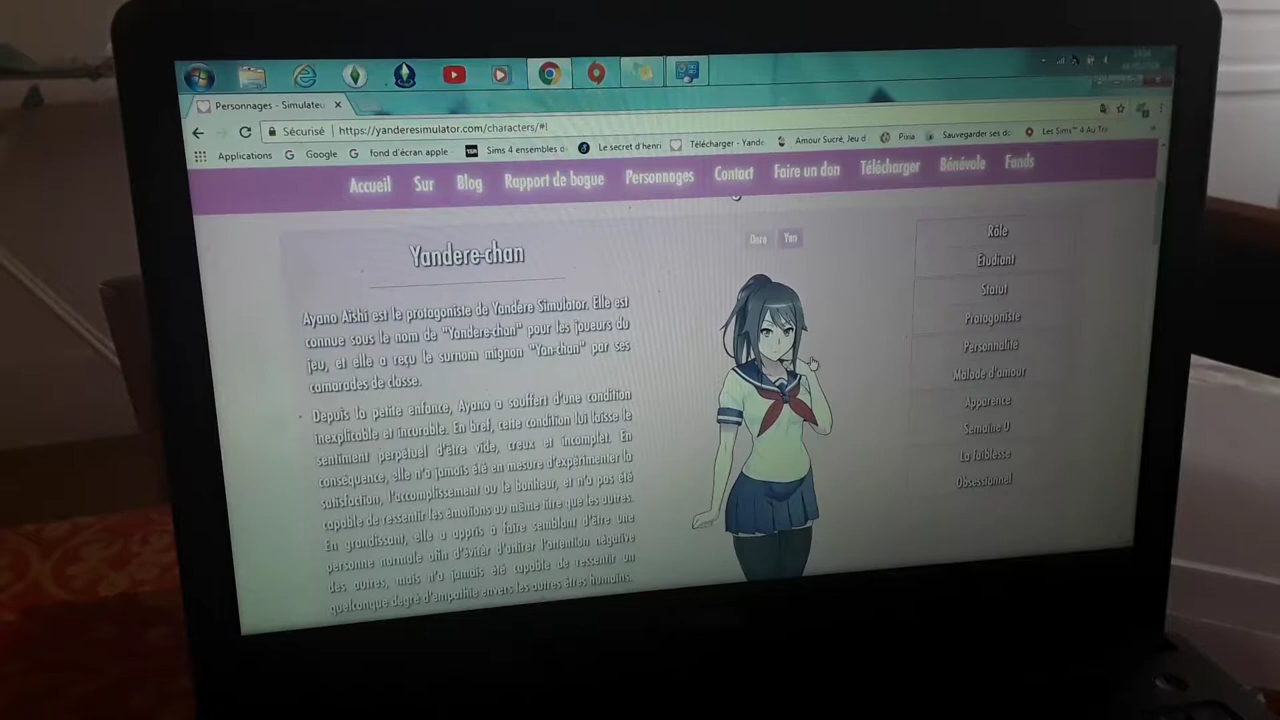 Personnages - Simulateu
Sécurisé https://yanderesimulator.com/characters/#!
Applications Google fond d'écran apple Sims 4 ensembles d Le secret d'henri Télécharger - Yande Amour Sucré, Jeu d Pixia Sauvegarder ses do Les Sims™ 4 Au Tra
Accueil Sur Blog Rapport de bogue Personnages Contact Faire un don Télécharger Bénévole Fonds
Yandere-chan
Osra Yan
Ayano Aishi est le protagoniste de Yandere Simulator. Elle est
connue sous le nom de "Yandere-chan" pour les joueurs du
jeu, et elle a reçu le surnom mignon "Yan-chan" par ses
camarades de classe.
Depuis la petite enfance, Ayano a souffert d'une condition
inexplicable et incurable. En bref, cette condition lui laisse le
sentiment perpétuel d'être vide, creux et incomplet. En
conséquence, elle n'a jamais été en mesure d'expérimenter la
satisfaction, l'accomplissement ou le bonheur, et n'a pas été
capable de ressentir les émotions au même titre que les autres.
En grandissant, elle a appris à faire semblant d'être une
personne normale afin d'éviter d'attirer l'attention négative
des autres, mais n'a jamais été capable de ressentir un
quelconque degré d'empathie envers les autres êtres humains.
Rôle
Étudiant
Statut
Protagoniste
Personnalité
Malade d'amour
Apparence
Semaine 0
La faiblesse
Obsessionnel